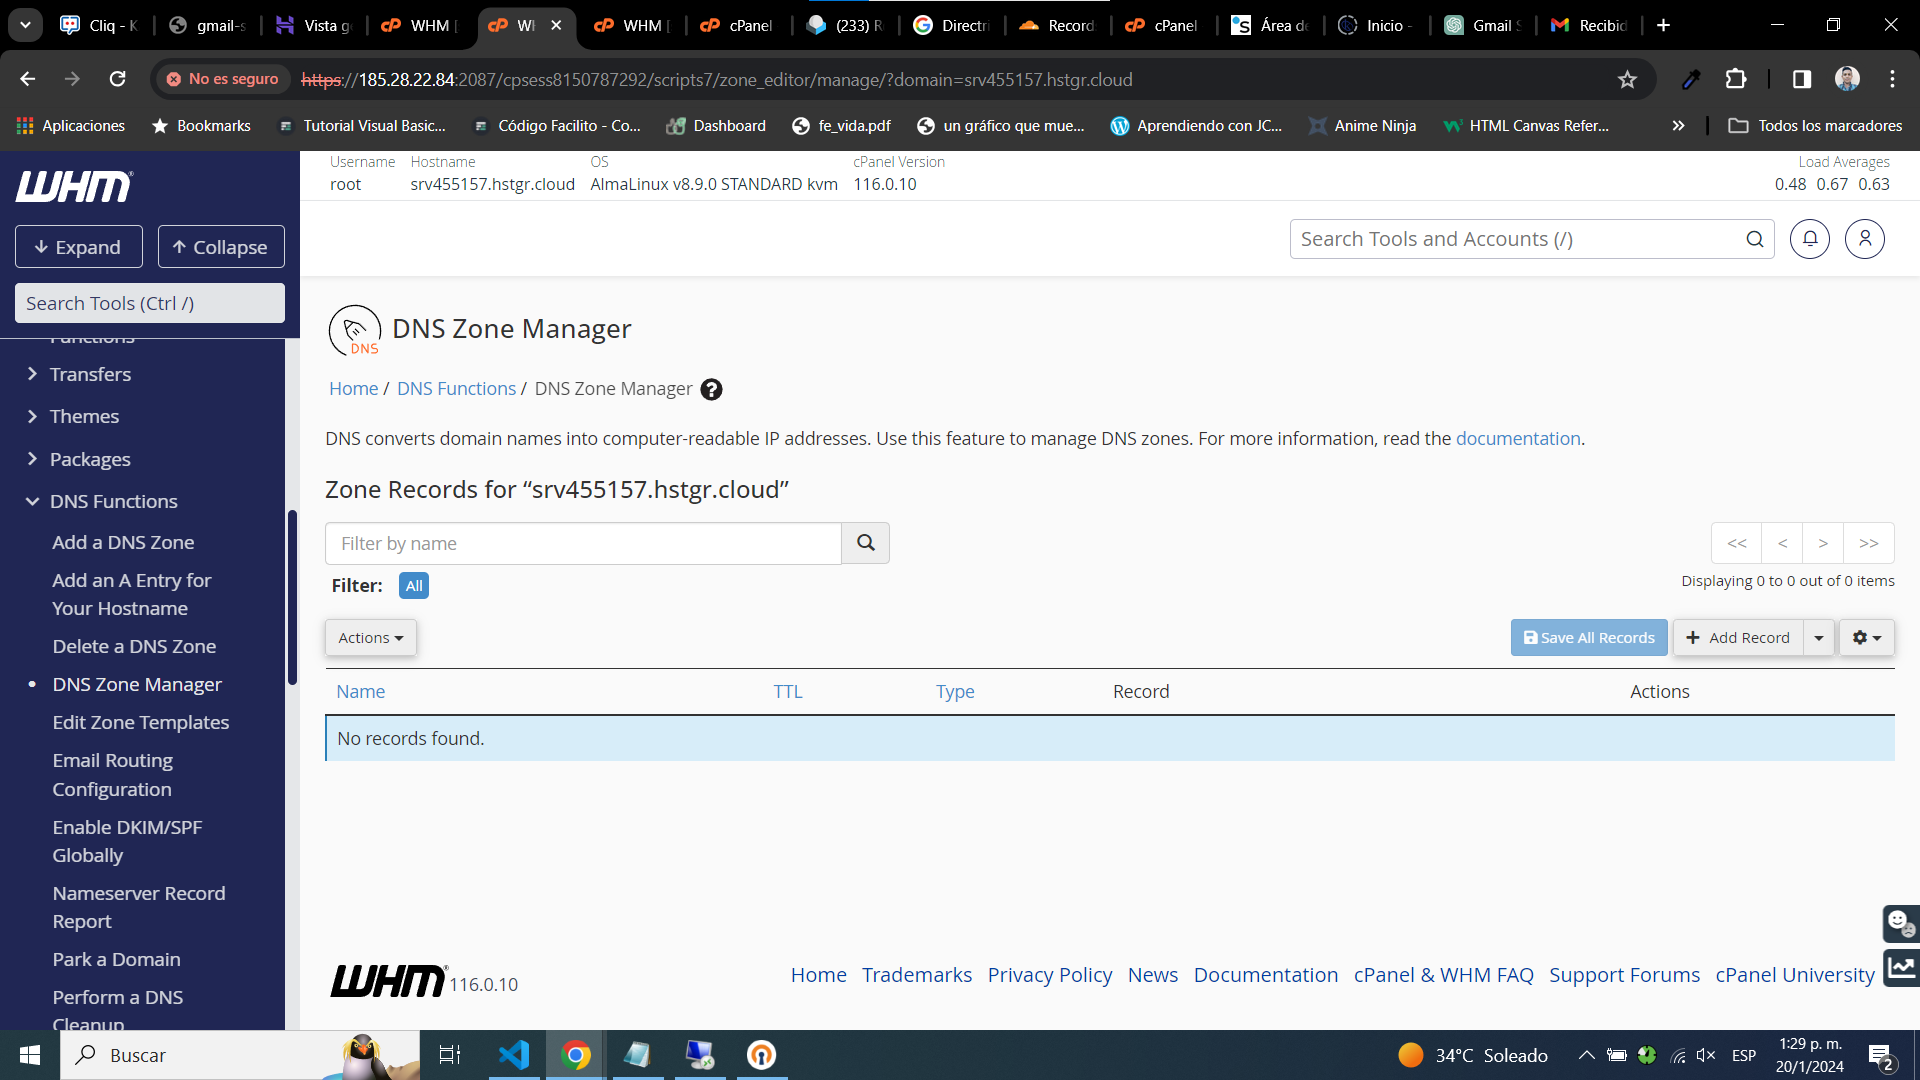 Cliq - K
gmail-s
Vista ge
WHM [
WH
WHM [
cPanel
(233) R
Directri
Records
cPanel
Área de
Inicio -
Gmail S
Recibid
No es seguro
https://185.28.22.84:2087/cpsess8150787292/scripts7/zone_editor/manage/?domain=srv455157.hstgr.cloud
Aplicaciones
Bookmarks
Tutorial Visual Basic...
Código Facilito - Co...
Dashboard
fe_vida.pdf
un gráfico que mue...
Aprendiendo con JC...
Anime Ninja
HTML Canvas Refer...
»
Todos los marcadores
WHM
Expand
Collapse
Search Tools (Ctrl /)
Functions
Transfers
Themes
Packages
DNS Functions
Add a DNS Zone
Add an A Entry for
Your Hostname
Delete a DNS Zone
DNS Zone Manager
Edit Zone Templates
Email Routing
Configuration
Enable DKIM/SPF
Globally
Nameserver Record
Report
Park a Domain
Perform a DNS
Cleanup
Username Hostname OS cPanel Version Load Averages
root srv455157.hstgr.cloud AlmaLinux v8.9.0 STANDARD kvm 116.0.10 0.48 0.67 0.63
Search Tools and Accounts (/)
DNS
DNS Zone Manager
Home / DNS Functions / DNS Zone Manager
DNS converts domain names into computer-readable IP addresses. Use this feature to manage DNS zones. For more information, read the documentation.
Zone Records for “srv455157.hstgr.cloud”
Filter by name
<< < > >>
Filter: All
Displaying 0 to 0 out of 0 items
Actions
Save All Records
Add Record
Name TTL Type Record Actions
No records found.
WHM 116.0.10
Home Trademarks Privacy Policy News Documentation cPanel & WHM FAQ Support Forums cPanel University
Buscar
34°C Soleado
ESP
1:29 p. m.
20/1/2024
2